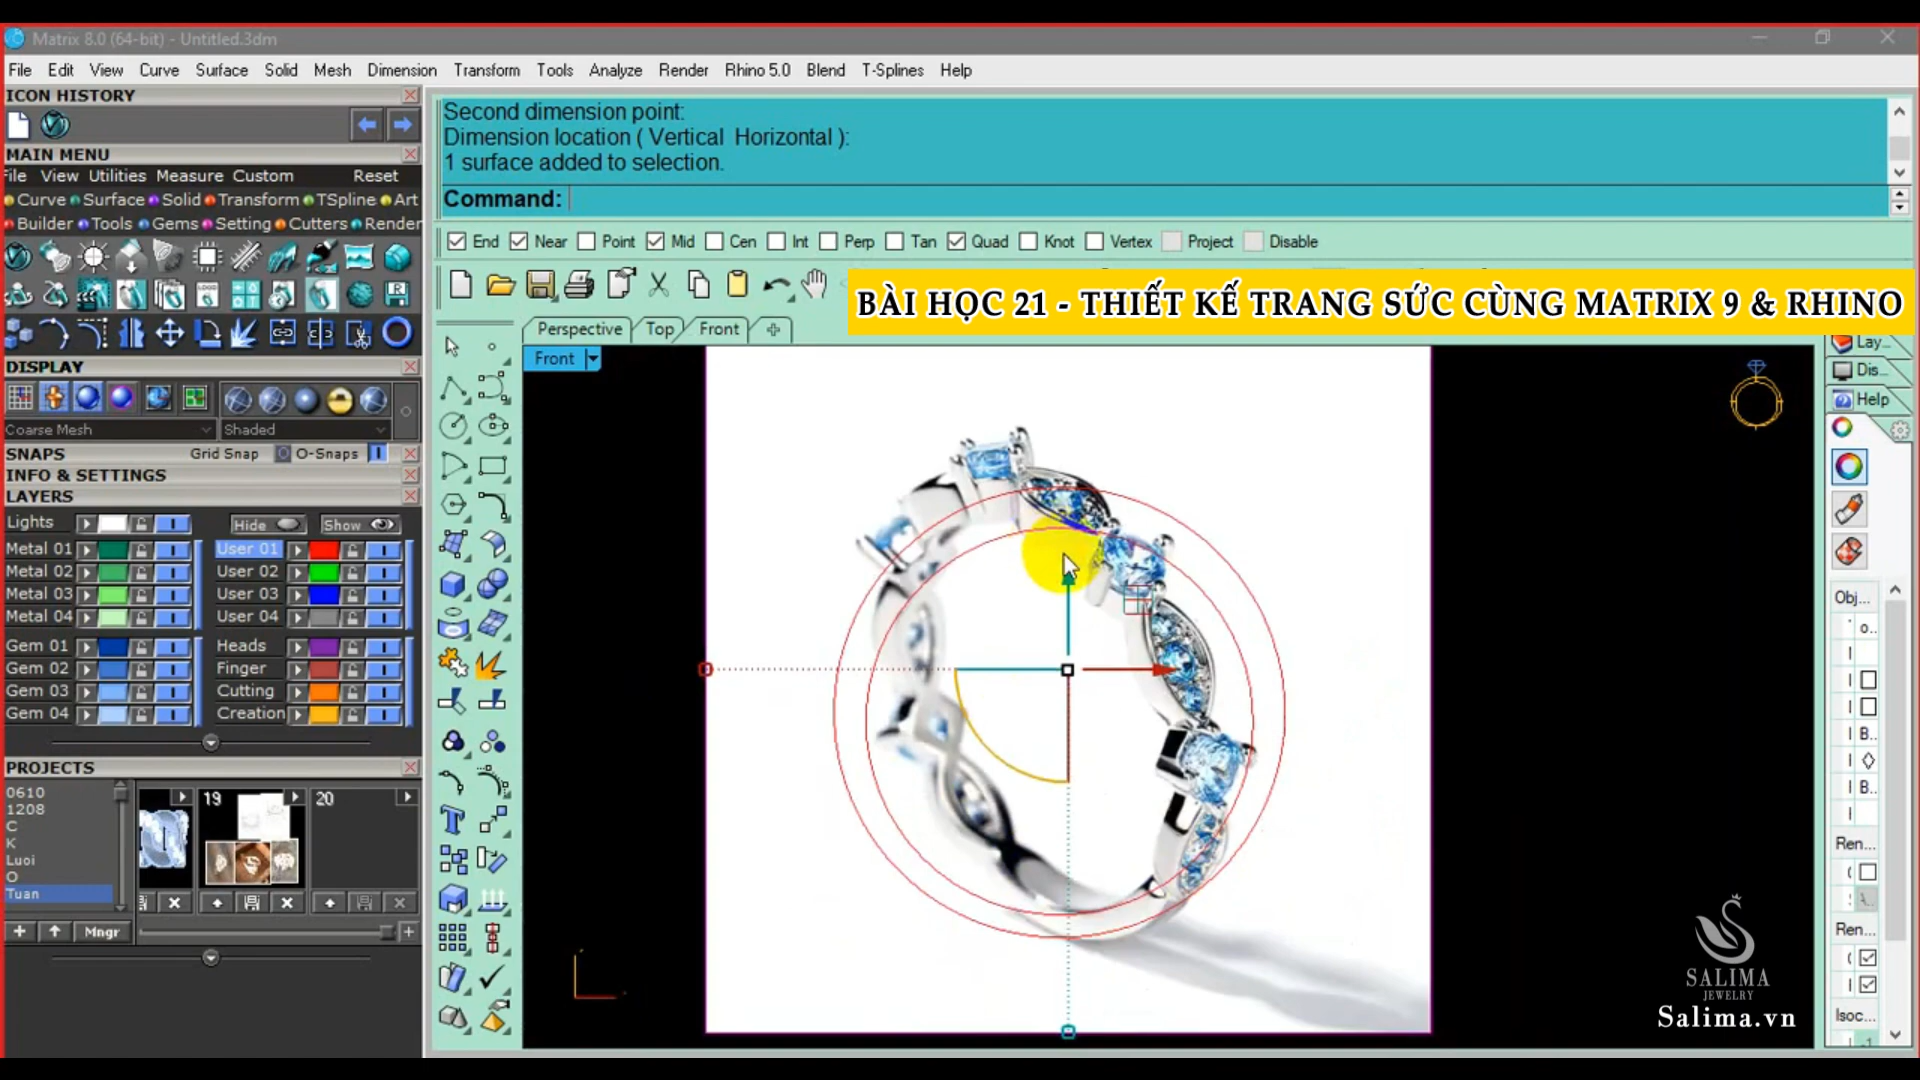 Matrix 8.0 (64-bit) - Untitled.3dm
File Edit View Curve Surface Solid Mesh Dimension Transform Tools Analyze Render Rhino 5.0 Blend T-Splines Help
ICON HISTORY
MAIN MENU
File View Utilities Measure Custom Reset
Curve Surface Solid Transform TSpline Art
Builder Tools Gems Setting Cutters Render
DISPLAY
Coarse Mesh Shaded
SNAPS Grid Snap O-Snaps
INFO & SETTINGS
LAYERS
Lights Hide Show
Metal 01 User 01
Metal 02 User 02
Metal 03 User 03
Metal 04 User 04
Gem 01 Heads
Gem 02 Finger
Gem 03 Cutting
Gem 04 Creation
PROJECTS
0610
1208
C
K
Luoi
O
Tuan
19 20
Mngr
Second dimension point:
Dimension location ( Vertical Horizontal ):
1 surface added to selection.
Command:
End Near Point Mid Cen Int Perp Tan Quad Knot Vertex Project Disable
BÀI HỌC 21 - THIẾT KẾ TRANG SỨC CÙNG MATRIX 9 & RHINO
Perspective Top Front
Front
Lay...
Dis...
Help
Obj...
o..
B..
B..
Ren...
Ren...
Isoc...
SALIMA
JEWELRY
Salima.vn